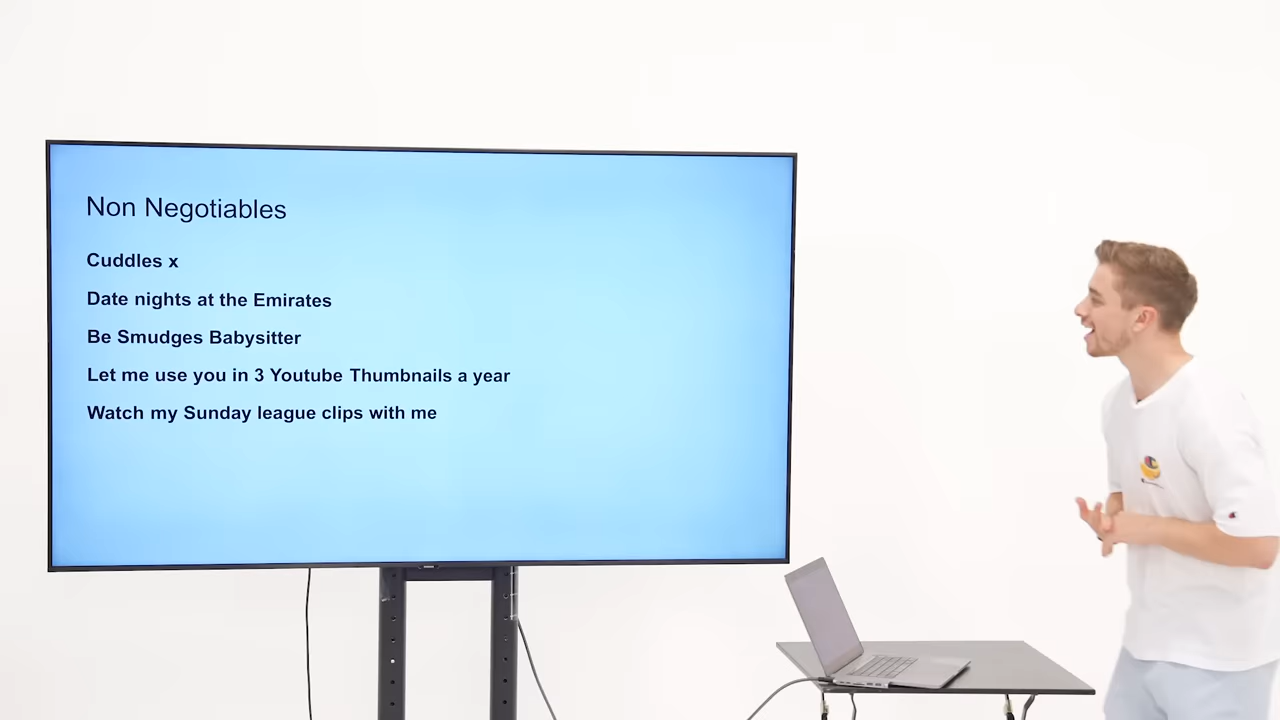 Non Negotiables
Cuddles x
Date nights at the Emirates
Be Smudges Babysitter
Let me use you in 3 Youtube Thumbnails a year
Watch my Sunday league clips with me